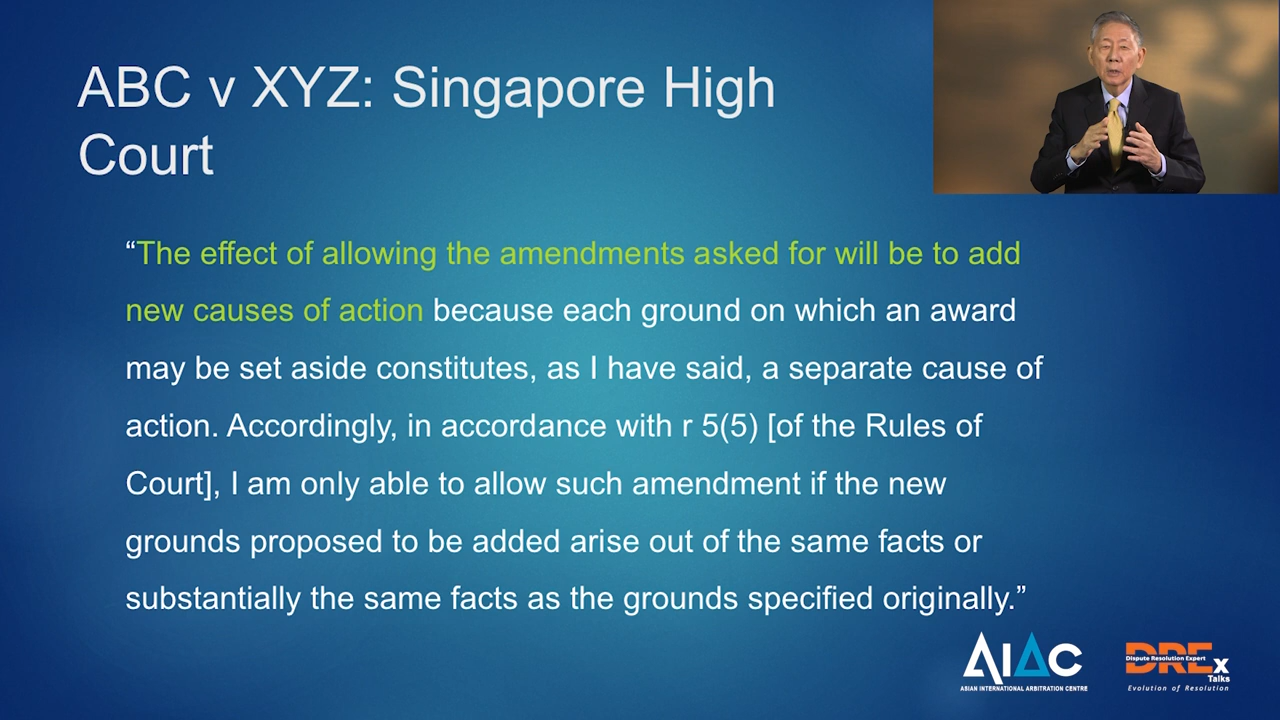 ABC v XYZ: Singapore High
Court
“The effect of allowing the amendments asked for will be to add
new causes of action because each ground on which an award
may be set aside constitutes, as I have said, a separate cause of
action. Accordingly, in accordance with r 5(5) [of the Rules of
Court], I am only able to allow such amendment if the new
grounds proposed to be added arise out of the same facts or
substantially the same facts as the grounds specified originally.”
AIAC
ASIAN INTERNATIONAL ARBITRATION CENTRE
DREx
Dispute Resolution Expert
Talks
Evolution of Resolution